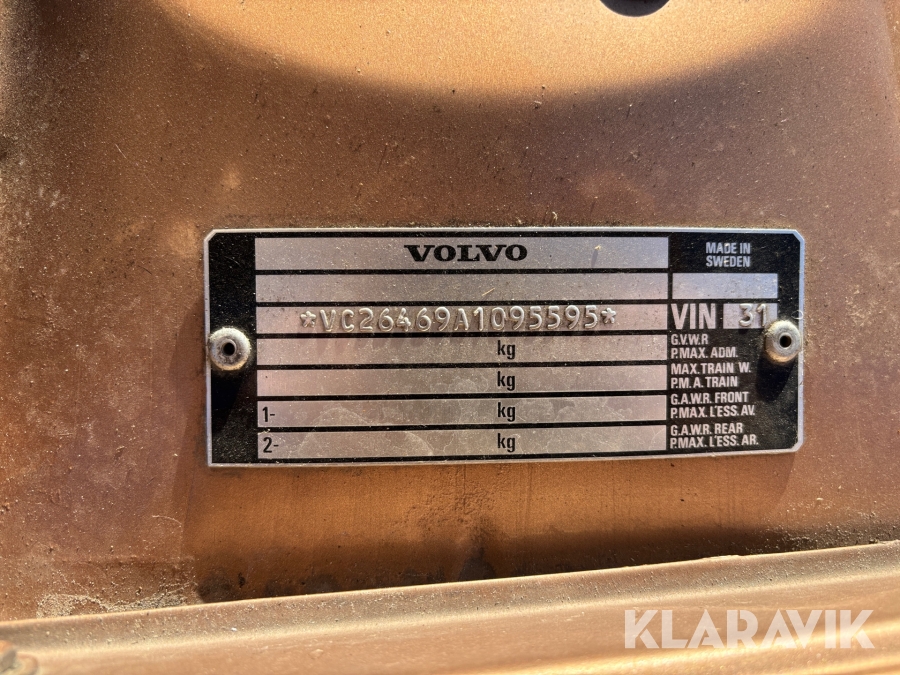 VOLVO
MADE IN
SWEDEN
*VC26469A1095595*
VIN 31
kg
G.V.W.R
P.MAX. ADM.
kg
MAX.TRAIN W.
P.M.A. TRAIN
1- kg
G.A.W.R. FRONT
P.MAX. L'ESS. AV.
2- kg
G.A.W.R. REAR
P.MAX. L'ESS. AR.
KLARAVIK